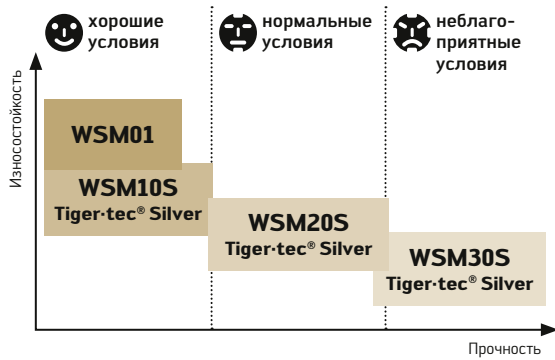 хорошие
условия
нормальные
условия
неблаго-
приятные
условия
Износостойкость
WSM01
WSM10S
Tiger·tec® Silver
WSM20S
Tiger·tec® Silver
WSM30S
Tiger·tec® Silver
Прочность